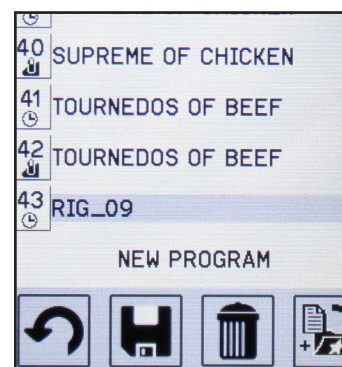 40 SUPREME OF CHICKEN
41 TOURNEDOS OF BEEF
42 TOURNEDOS OF BEEF
43 RIG_09
NEW PROGRAM